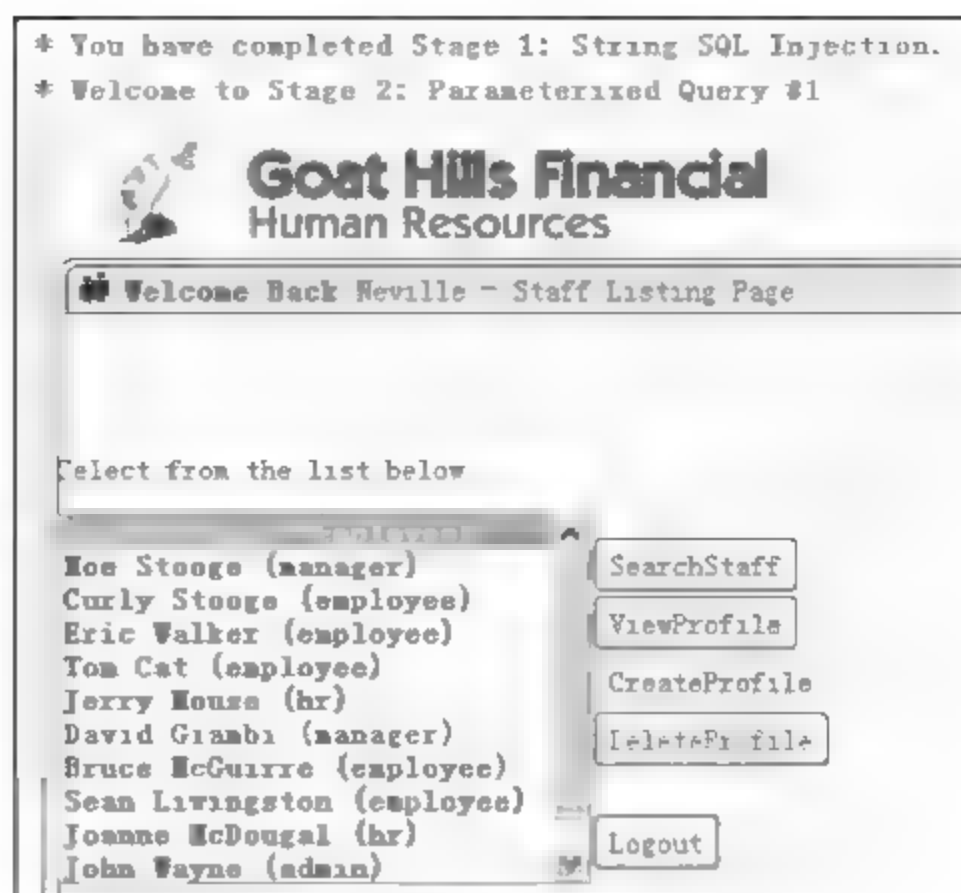 * You have completed Stage 1: String SQL Injection.
* Welcome to Stage 2: Parameterized Query #1
Goat Hills Financial
Human Resources
Welcome Back Neville - Staff Listing Page
Select from the list below
Moe Stooge (manager)
Curly Stooge (employee)
Eric Walker (employee)
Tom Cat (employee)
Jerry Mouse (hr)
David Giambi (manager)
Bruce McGuirre (employee)
Sean Livingston (employee)
Joanne McDougal (hr)
John Wayne (admin)
SearchStaff
ViewProfile
CreateProfile
DeleteProfile
Logout